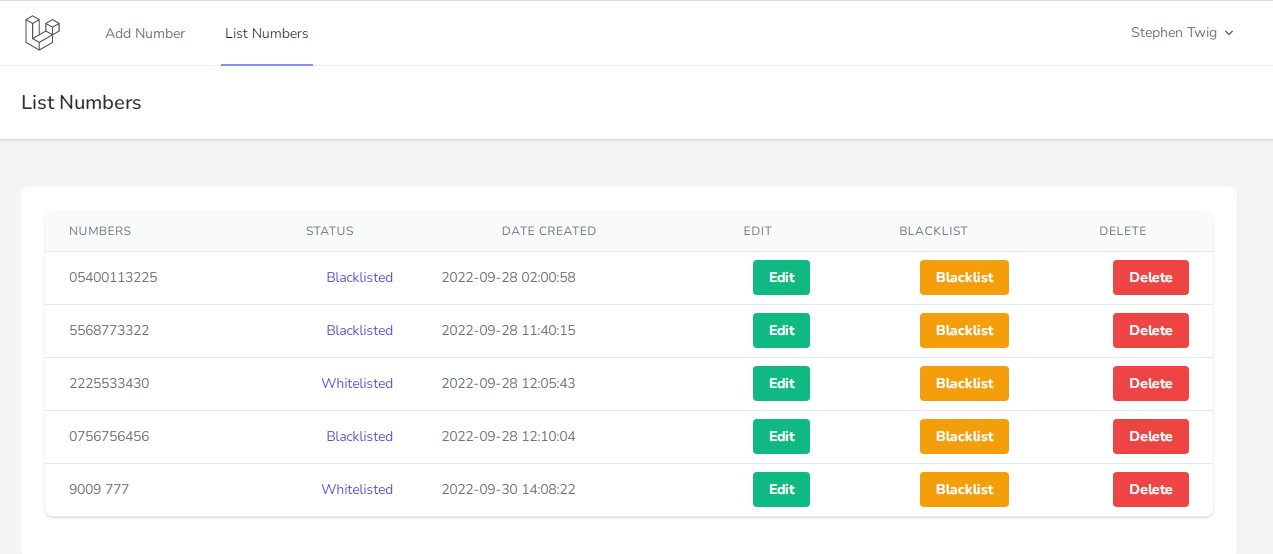 Add Number List Numbers Stephen Twig
List Numbers
NUMBERS STATUS DATE CREATED EDIT BLACKLIST DELETE
05400113225 Blacklisted 2022-09-28 02:00:58 Edit Blacklist Delete
5568773322 Blacklisted 2022-09-28 11:40:15 Edit Blacklist Delete
2225533430 Whitelisted 2022-09-28 12:05:43 Edit Blacklist Delete
0756756456 Blacklisted 2022-09-28 12:10:04 Edit Blacklist Delete
9009 777 Whitelisted 2022-09-30 14:08:22 Edit Blacklist Delete